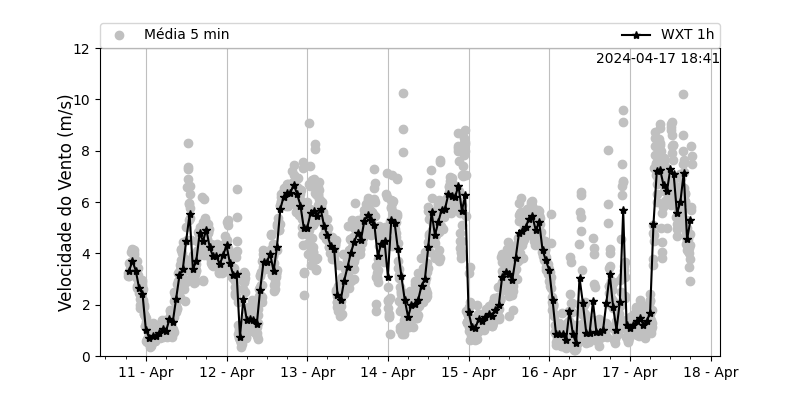 Média 5 min
WXT 1h
2024-04-17 18:41
Velocidade do Vento (m/s)
12
10
8
6
4
2
0
11 - Apr
12 - Apr
13 - Apr
14 - Apr
15 - Apr
16 - Apr
17 - Apr
18 - Apr